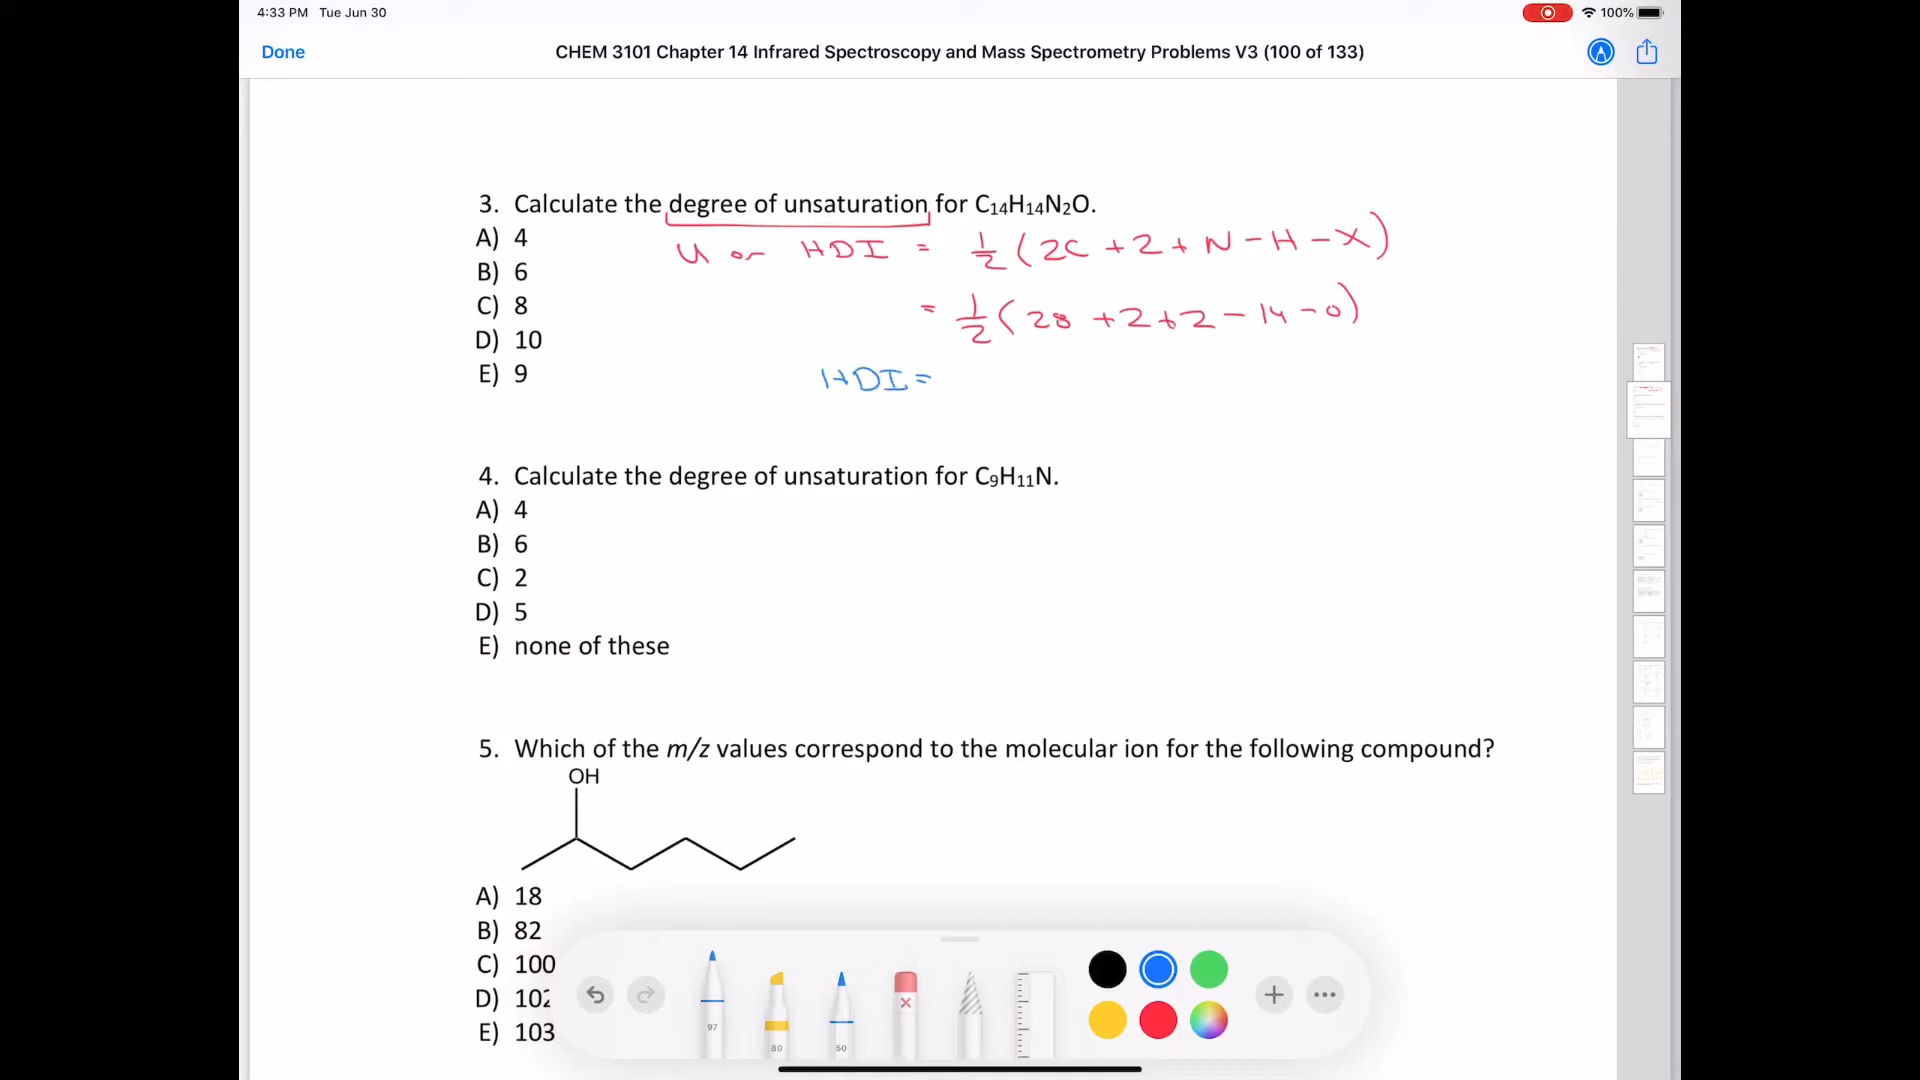 4:33 PM Tue Jun 30 100%
Done CHEM 3101 Chapter 14 Infrared Spectroscopy and Mass Spectrometry Problems V3 (100 of 133)
3. Calculate the degree of unsaturation for C₁₄H₁₄N₂O.
A) 4
U or HDI = ½ (2C + 2 + N - H - X)
B) 6
C) 8
= ½ (28 + 2 + 2 - 14 - 0)
D) 10
E) 9
HDI =
4. Calculate the degree of unsaturation for C₉H₁₁N.
A) 4
B) 6
C) 2
D) 5
E) none of these
5. Which of the m/z values correspond to the molecular ion for the following compound?
OH
A) 18
B) 82
C) 100
D) 102
E) 103
97
80
50